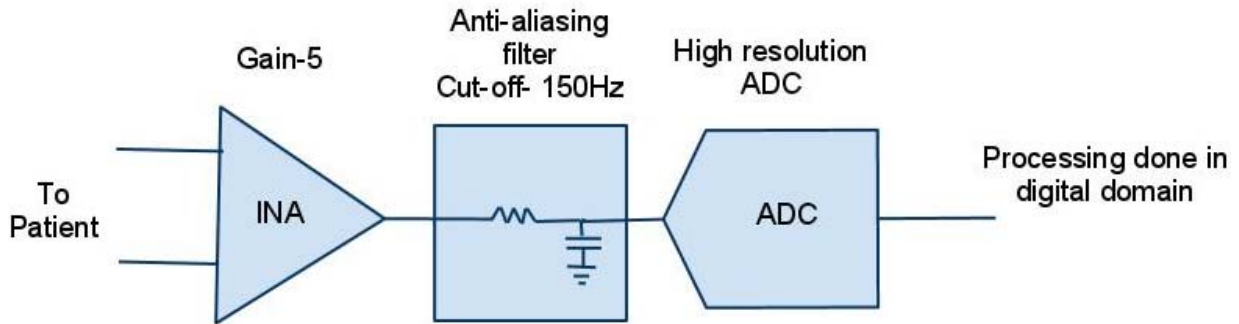 To
Patient
Gain-5
INA
Anti-aliasing
filter
Cut-off- 150Hz
High resolution
ADC
ADC
Processing done in
digital domain